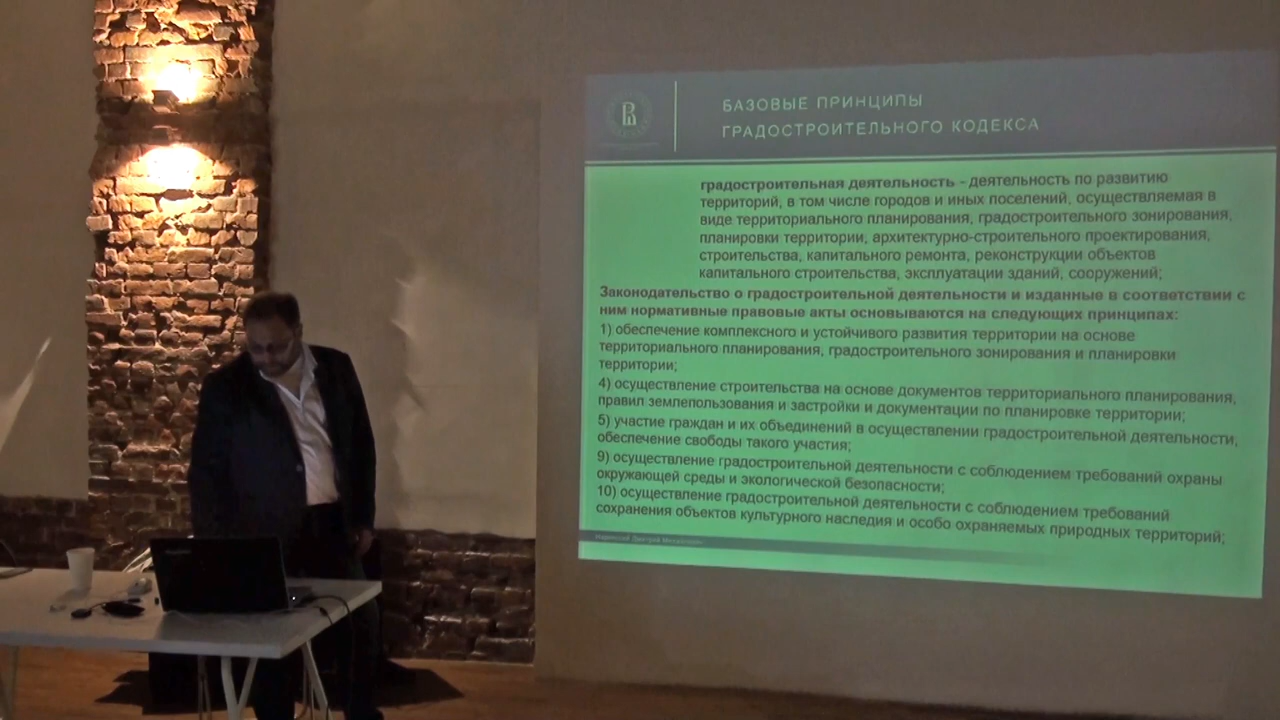 БАЗОВЫЕ ПРИНЦИПЫ
ГРАДОСТРОИТЕЛЬНОГО КОДЕКСА
градостроительная деятельность - деятельность по развитию
территорий, в том числе городов и иных поселений, осуществляемая в
виде территориального планирования, градостроительного зонирования,
планировки территории, архитектурно-строительного проектирования,
строительства, капитального ремонта, реконструкции объектов
капитального строительства, эксплуатации зданий, сооружений;
Законодательство о градостроительной деятельности и изданные в соответствии с
ним нормативные правовые акты основываются на следующих принципах:
1) обеспечение комплексного и устойчивого развития территории на основе
территориального планирования, градостроительного зонирования и планировки
территории;
4) осуществление строительства на основе документов территориального планирования,
правил землепользования и застройки и документации по планировке территории;
5) участие граждан и их объединений в осуществлении градостроительной деятельности,
обеспечение свободы такого участия;
9) осуществление градостроительной деятельности с соблюдением требований охраны
окружающей среды и экологической безопасности;
10) осуществление градостроительной деятельности с соблюдением требований
сохранения объектов культурного наследия и особо охраняемых природных территорий;